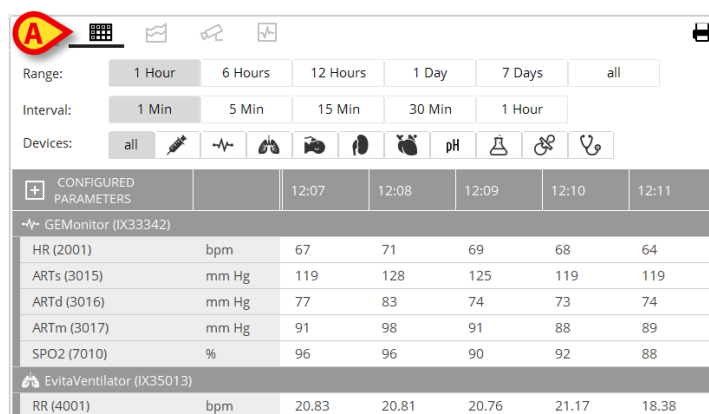 A
Range: 1 Hour 6 Hours 12 Hours 1 Day 7 Days all
Interval: 1 Min 5 Min 15 Min 30 Min 1 Hour
Devices: all pH
CONFIGURED PARAMETERS 12:07 12:08 12:09 12:10 12:11
GEMonitor (IX33342)
HR (2001) bpm 67 71 69 68 64
ARTs (3015) mm Hg 119 128 125 119 119
ARTd (3016) mm Hg 77 83 74 73 74
ARTm (3017) mm Hg 91 98 91 88 89
SPO2 (7010) % 96 96 90 92 88
EvitaVentilator (IX35013)
RR (4001) bpm 20.83 20.81 20.76 21.17 18.38